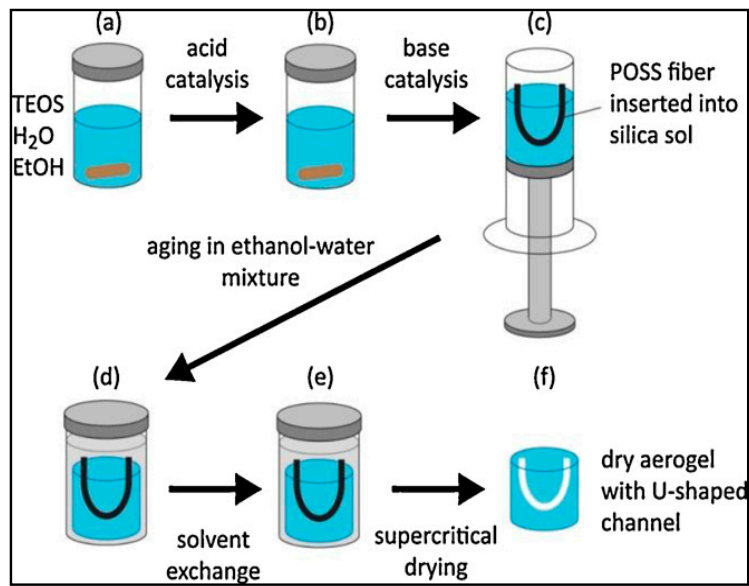 (a)
acid
catalysis
(b)
base
catalysis
(c)
TEOS
H₂O
EtOH
POSS fiber
inserted into
silica sol
aging in ethanol-water
mixture
(d)
(e)
(f)
solvent
exchange
supercritical
drying
dry aerogel
with U-shaped
channel